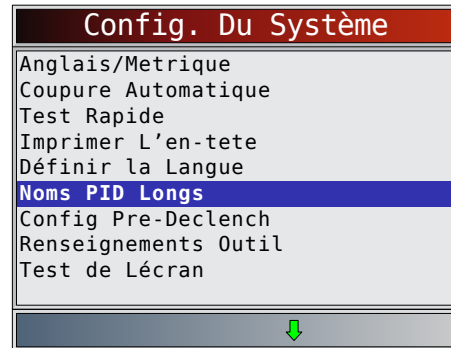 Config. Du Système
Anglais/Metrique
Coupure Automatique
Test Rapide
Imprimer L’en-tete
Définir la Langue
Noms PID Longs
Config Pre-Declench
Renseignements Outil
Test de Lécran